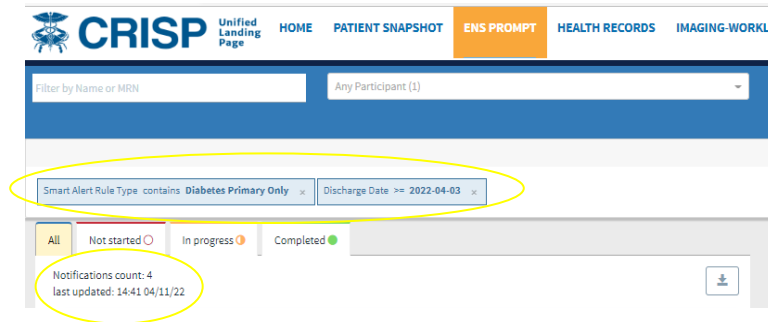 CRISP Unified Landing Page HOME PATIENT SNAPSHOT ENS PROMPT HEALTH RECORDS IMAGING-WORKL
Filter by Name or MRN Any Participant (1)
Smart Alert Rule Type contains Diabetes Primary Only × Discharge Date >= 2022-04-03 ×
All Not started In progress Completed
Notifications count: 4
last updated: 14:41 04/11/22